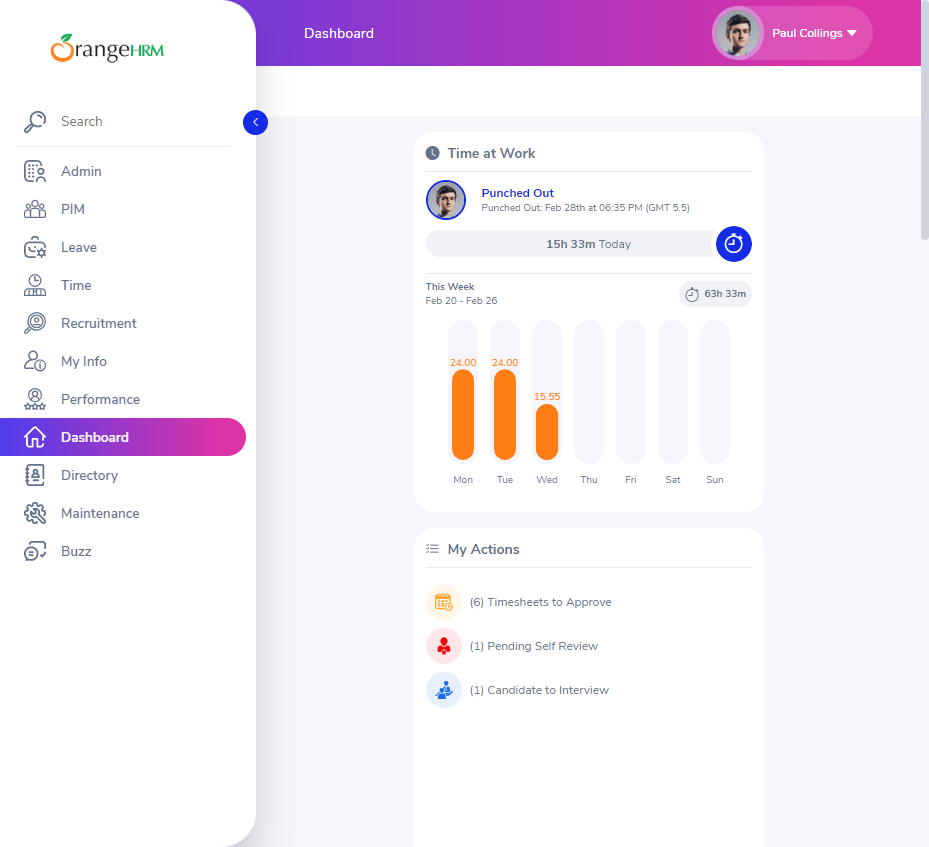 OrangeHRM
Dashboard
Paul Collings
Search
Admin
PIM
Leave
Time
Recruitment
My Info
Performance
Dashboard
Directory
Maintenance
Buzz
Time at Work
Punched Out
Punched Out: Feb 28th at 06:35 PM (GMT 5.5)
15h 33m Today
This Week
Feb 20 - Feb 26
63h 33m
24.00 24.00 15.55
Mon Tue Wed Thu Fri Sat Sun
My Actions
(6) Timesheets to Approve
(1) Pending Self Review
(1) Candidate to Interview